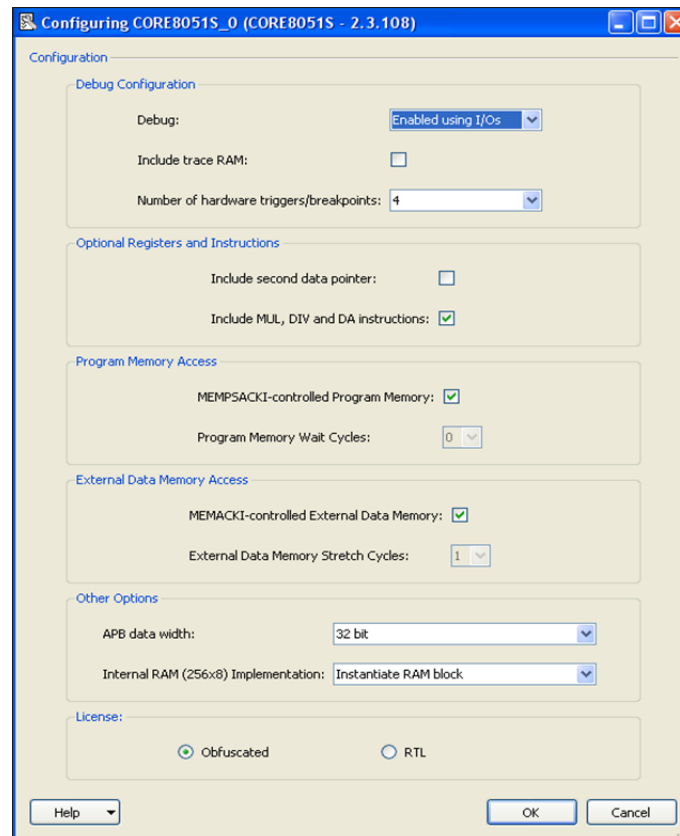 Configuring CORE8051S_0 (CORE8051S - 2.3.108)
Configuration
Debug Configuration
Debug: Enabled using I/Os
Include trace RAM:
Number of hardware triggers/breakpoints: 4
Optional Registers and Instructions
Include second data pointer:
Include MUL, DIV and DA instructions:
Program Memory Access
MEMPSACKI-controlled Program Memory:
Program Memory Wait Cycles: 0
External Data Memory Access
MEMACKI-controlled External Data Memory:
External Data Memory Stretch Cycles: 1
Other Options
APB data width: 32 bit
Internal RAM (256x8) Implementation: Instantiate RAM block
License:
Obfuscated RTL
Help OK Cancel